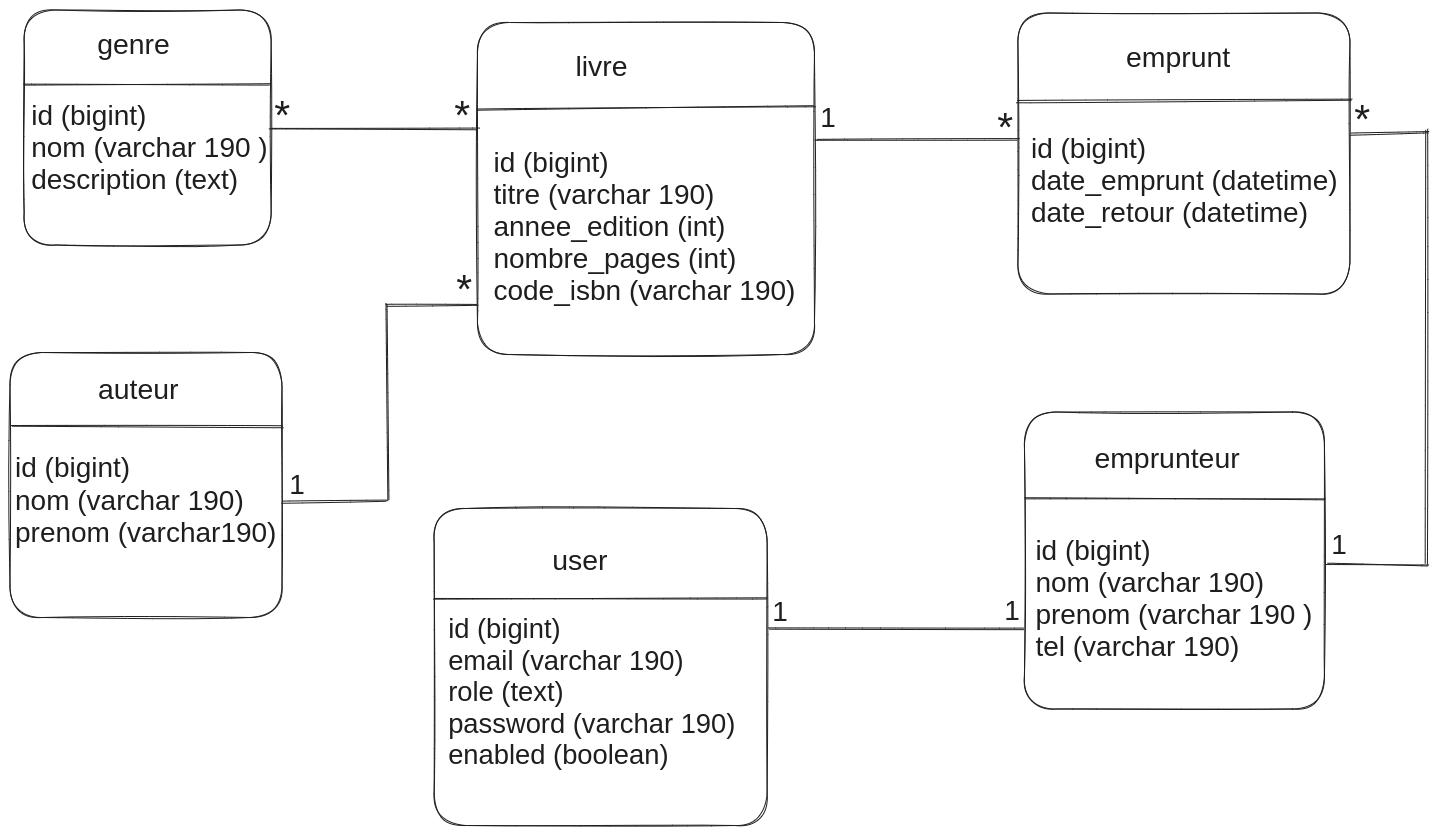 genre
id (bigint)
nom (varchar 190 )
description (text)
*
*
livre
id (bigint)
titre (varchar 190)
annee_edition (int)
nombre_pages (int)
code_isbn (varchar 190)
1
*
emprunt
id (bigint)
date_emprunt (datetime)
date_retour (datetime)
*
*
auteur
id (bigint)
nom (varchar 190)
prenom (varchar190)
1
user
id (bigint)
email (varchar 190)
role (text)
password (varchar 190)
enabled (boolean)
1
1
emprunteur
id (bigint)
nom (varchar 190)
prenom (varchar 190 )
tel (varchar 190)
1